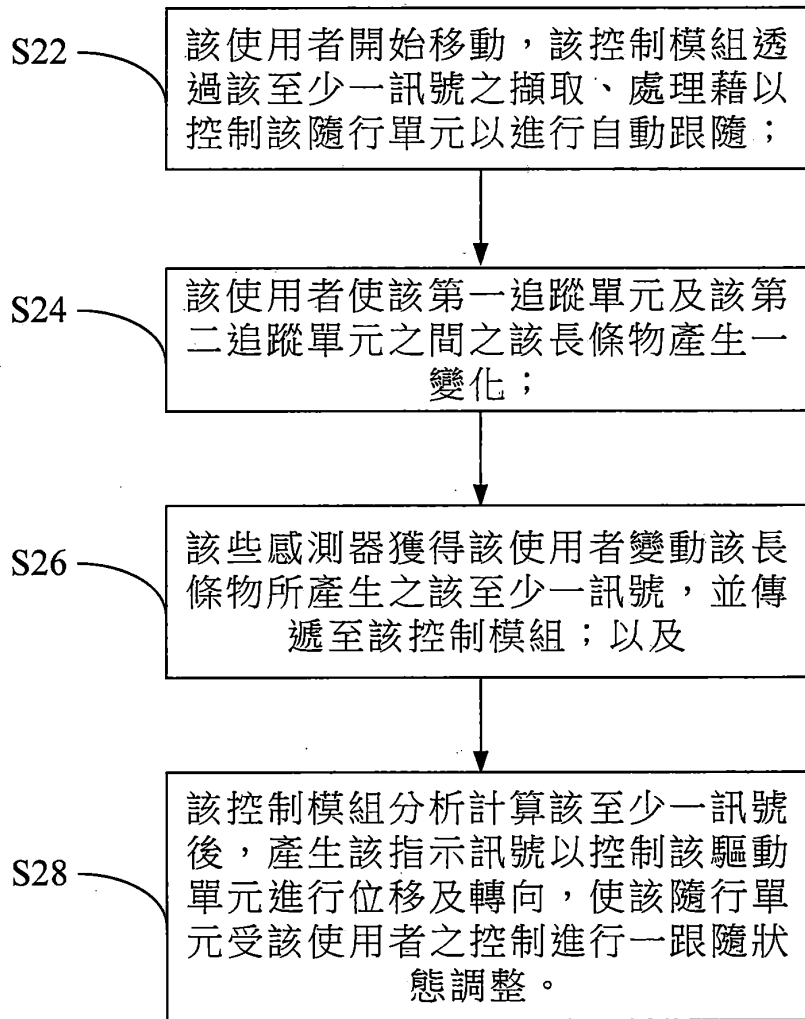 S22
該使用者開始移動，該控制模組透
過該至少一訊號之擷取、處理藉以
控制該隨行單元以進行自動跟隨；
S24
該使用者使該第一追蹤單元及該第
二追蹤單元之間之該長條物產生一
變化；
S26
該些感測器獲得該使用者變動該長
條物所產生之該至少一訊號，並傳
遞至該控制模組；以及
S28
該控制模組分析計算該至少一訊號
後，產生該指示訊號以控制該驅動
單元進行位移及轉向，使該隨行單
元受該使用者之控制進行一跟隨狀
態調整。